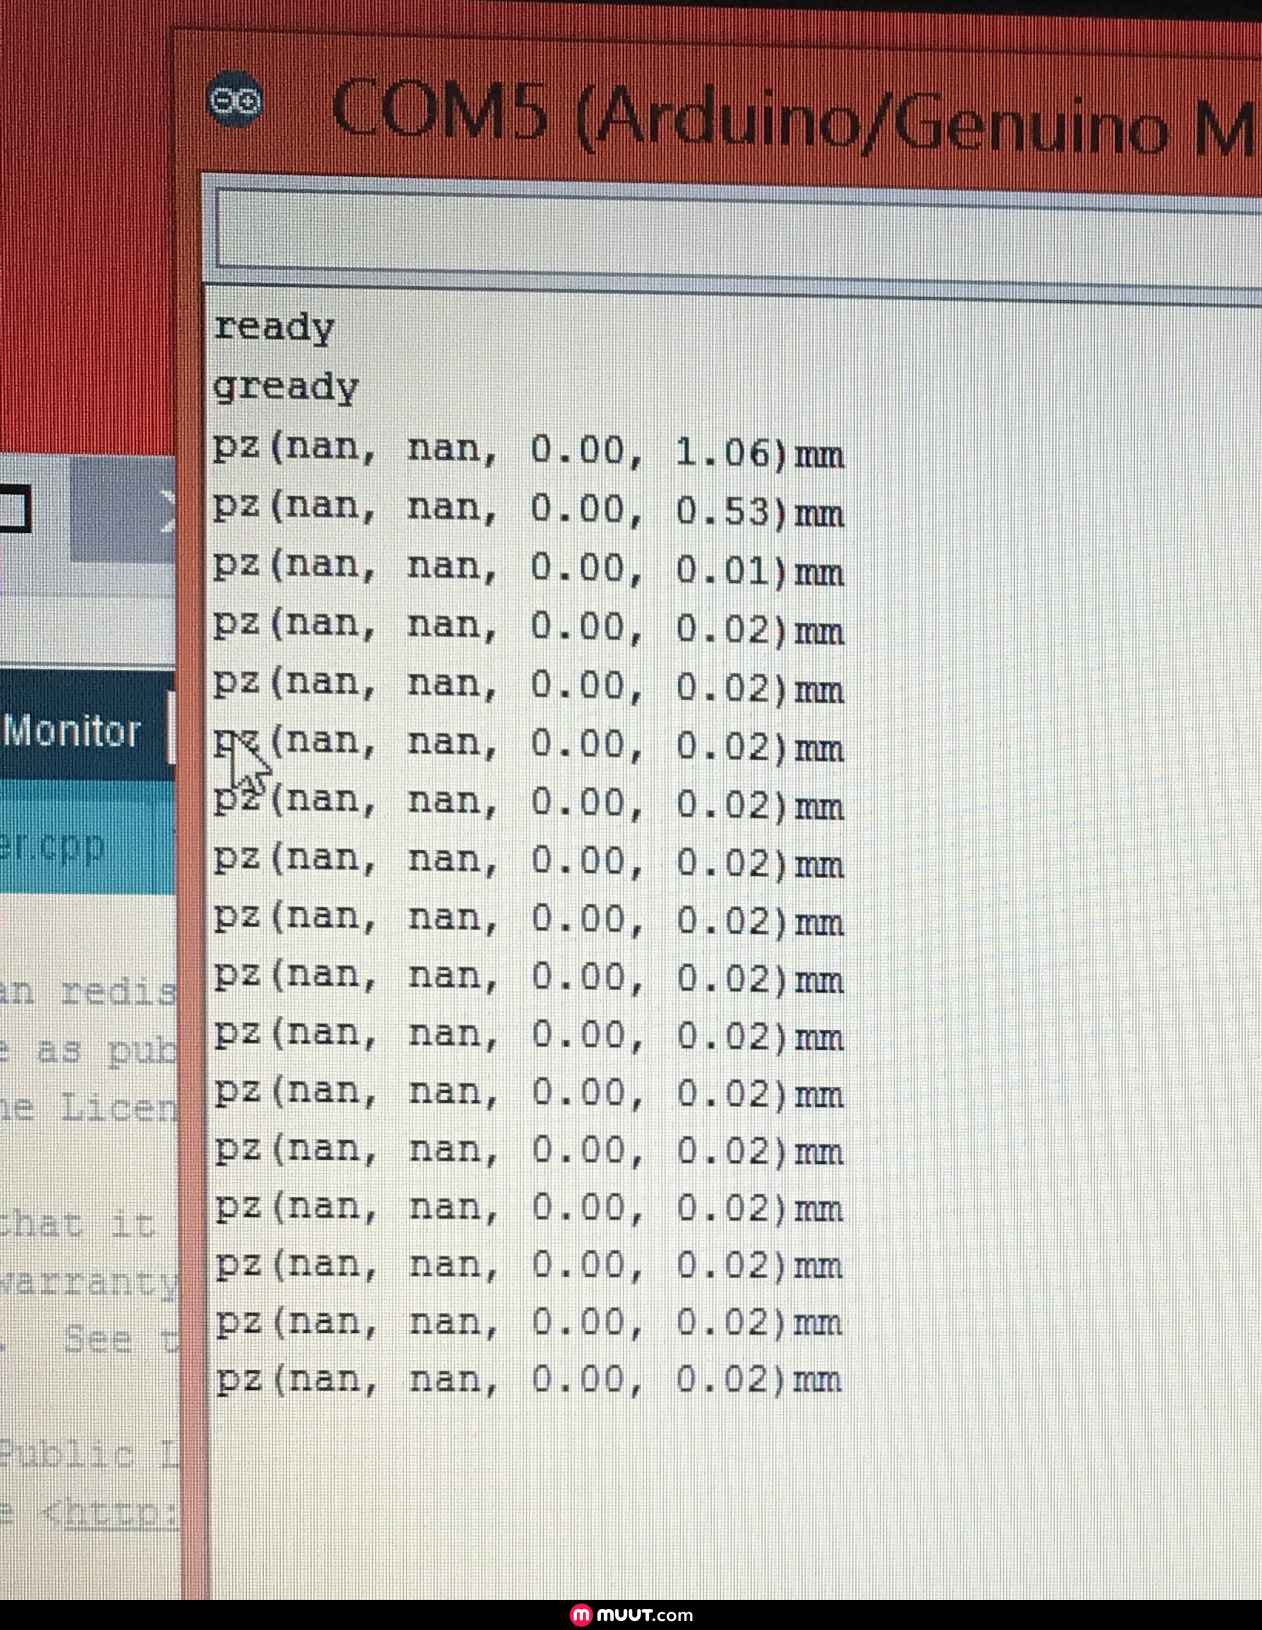 COM5 (Arduino/Genuino M
ready
gready
pz(nan, nan, 0.00, 1.06)mm
pz(nan, nan, 0.00, 0.53)mm
pz(nan, nan, 0.00, 0.01)mm
pz(nan, nan, 0.00, 0.02)mm
pz(nan, nan, 0.00, 0.02)mm
pz(nan, nan, 0.00, 0.02)mm
pz(nan, nan, 0.00, 0.02)mm
pz(nan, nan, 0.00, 0.02)mm
pz(nan, nan, 0.00, 0.02)mm
pz(nan, nan, 0.00, 0.02)mm
pz(nan, nan, 0.00, 0.02)mm
pz(nan, nan, 0.00, 0.02)mm
pz(nan, nan, 0.00, 0.02)mm
pz(nan, nan, 0.00, 0.02)mm
pz(nan, nan, 0.00, 0.02)mm
pz(nan, nan, 0.00, 0.02)mm
pz(nan, nan, 0.00, 0.02)mm
Monitor
er.cpp
an redis
e as pub
he Licen
that it
warranty
. See t
Public L
e <http:
m MUUT.com